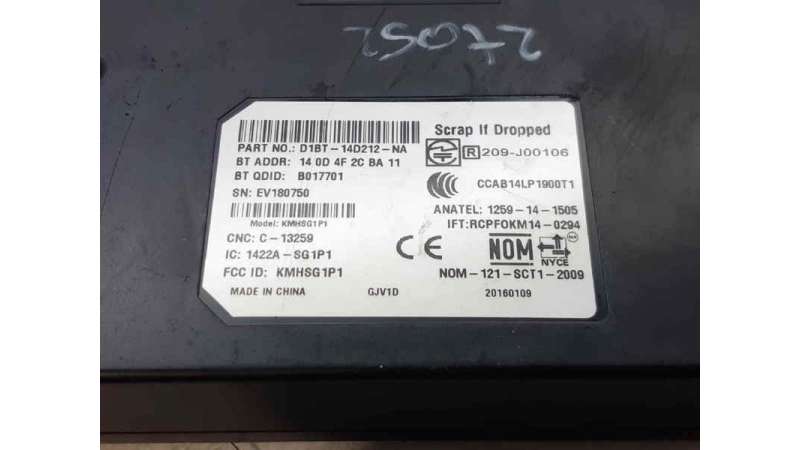 25022
Scrap If Dropped
PART NO.: D1BT-14D212-NA
BT ADDR: 14 0D 4F 2C BA 11
BT QDID: B017701
SN: EV180750
Model: KMHSG1P1
CNC: C-13259
IC: 1422A-SG1P1
FCC ID: KMHSG1P1
MADE IN CHINA
GJV1D
R 209-J00106
CCC
CCAB14LP1900T1
ANATEL: 1259-14-1505
IFT:RCPFOKM14-0294
CE
NOM
NYCE
NOM-121-SCT1-2009
20160109